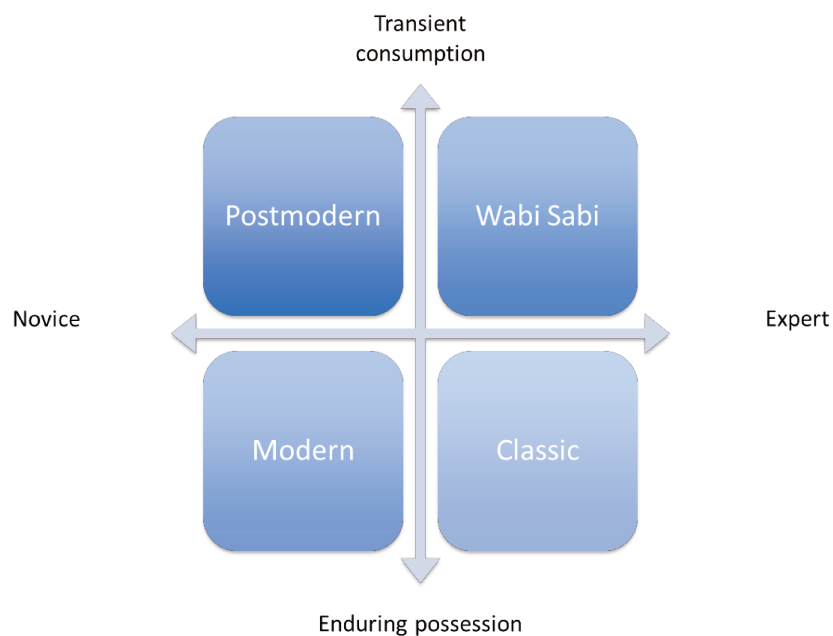 Transient
consumption
Postmodern
Wabi Sabi
Novice
Expert
Modern
Classic
Enduring possession